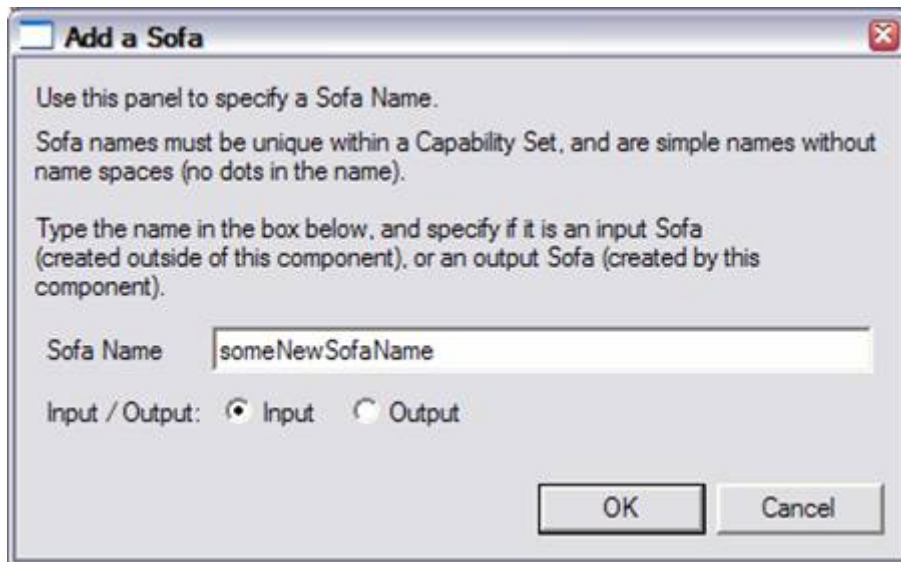 Add a Sofa
Use this panel to specify a Sofa Name.
Sofa names must be unique within a Capability Set, and are simple names without
name spaces (no dots in the name).
Type the name in the box below, and specify if it is an input Sofa
(created outside of this component), or an output Sofa (created by this
component).
Sofa Name someNewSofaName
Input / Output: Input Output
OK Cancel